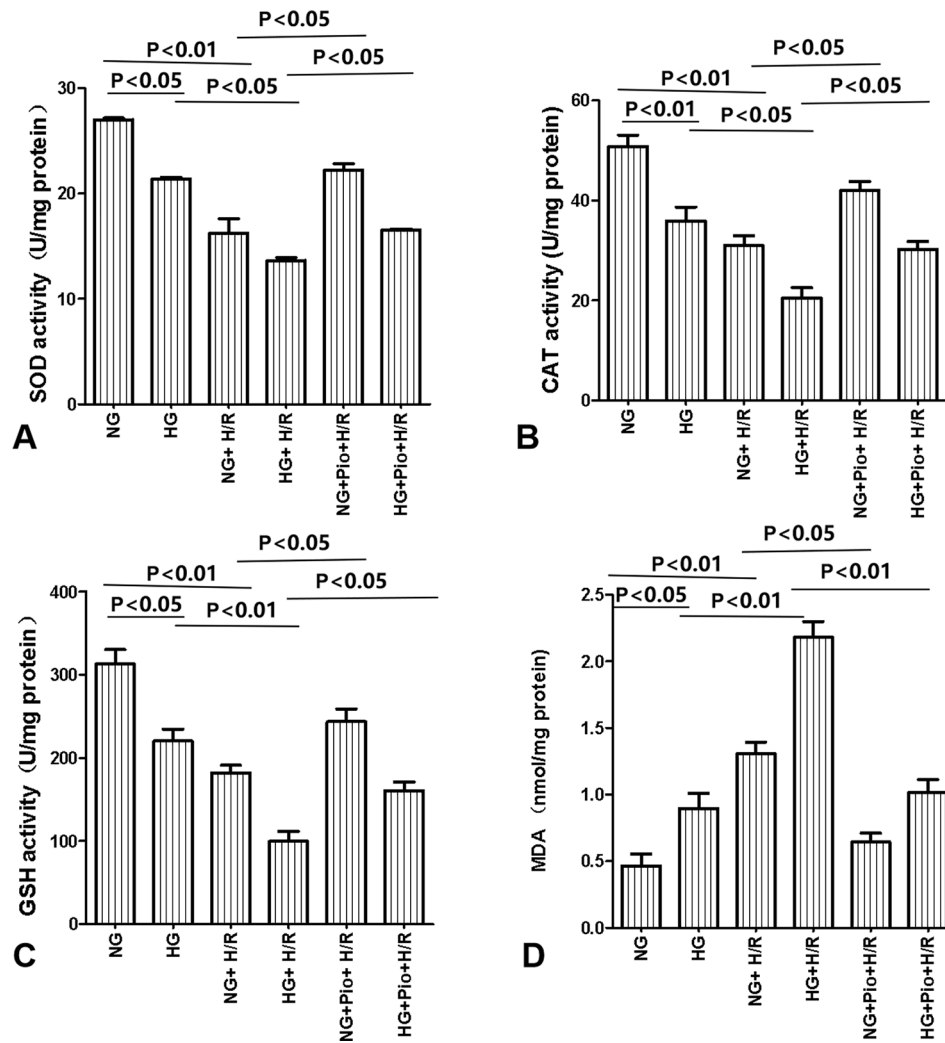 P<0.05
P<0.01
P<0.05
P<0.05
P<0.05
SOD activity (U/mg protein)
30
20
10
0
NG
HG
NG+ H/R
HG+ H/R
NG+Pio+H/R
HG+Pio+H/R
A
P<0.05
P<0.01
P<0.05
P<0.01
P<0.05
CAT activity (U/mg protein)
60
40
20
0
NG
HG
NG+ H/R
HG+H/R
NG+Pio+ H/R
HG+Pio+ H/R
B
P<0.05
P<0.01
P<0.05
P<0.05
P<0.01
GSH activity (U/mg protein)
400
300
200
100
0
NG
HG
NG+ H/R
HG+ H/R
NG+Pio+ H/R
HG+Pio+H/R
C
P<0.05
P<0.01
P<0.01
P<0.05
P<0.01
MDA (nmol/mg protein)
2.5
2.0
1.5
1.0
0.5
0.0
NG
HG
NG+ H/R
HG+H/R
NG+Pio+H/R
HG+Pio+H/R
D